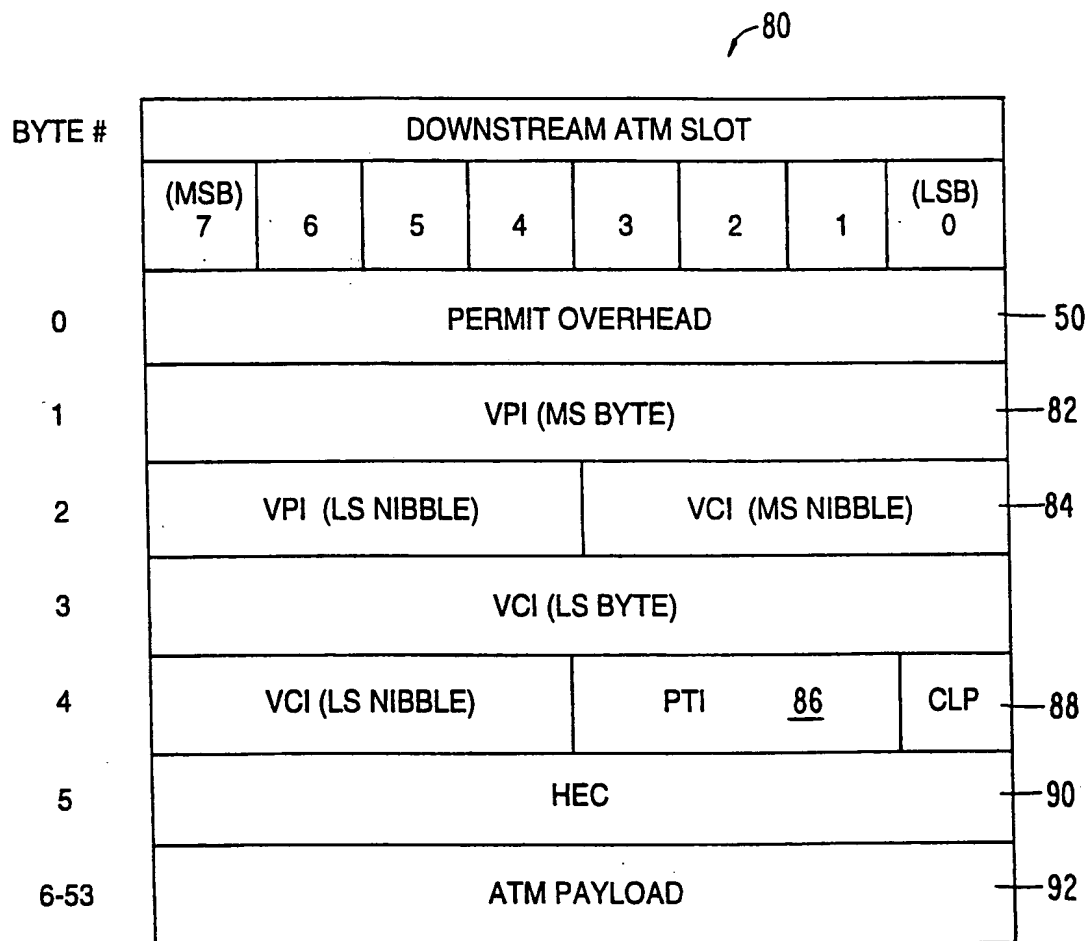 80
BYTE # DOWNSTREAM ATM SLOT
(MSB) (LSB)
7 6 5 4 3 2 1 0
0 PERMIT OVERHEAD 50
1 VPI (MS BYTE) 82
2 VPI (LS NIBBLE) VCI (MS NIBBLE) 84
3 VCI (LS BYTE)
4 VCI (LS NIBBLE) PTI 86 CLP 88
5 HEC 90
6-53 ATM PAYLOAD 92